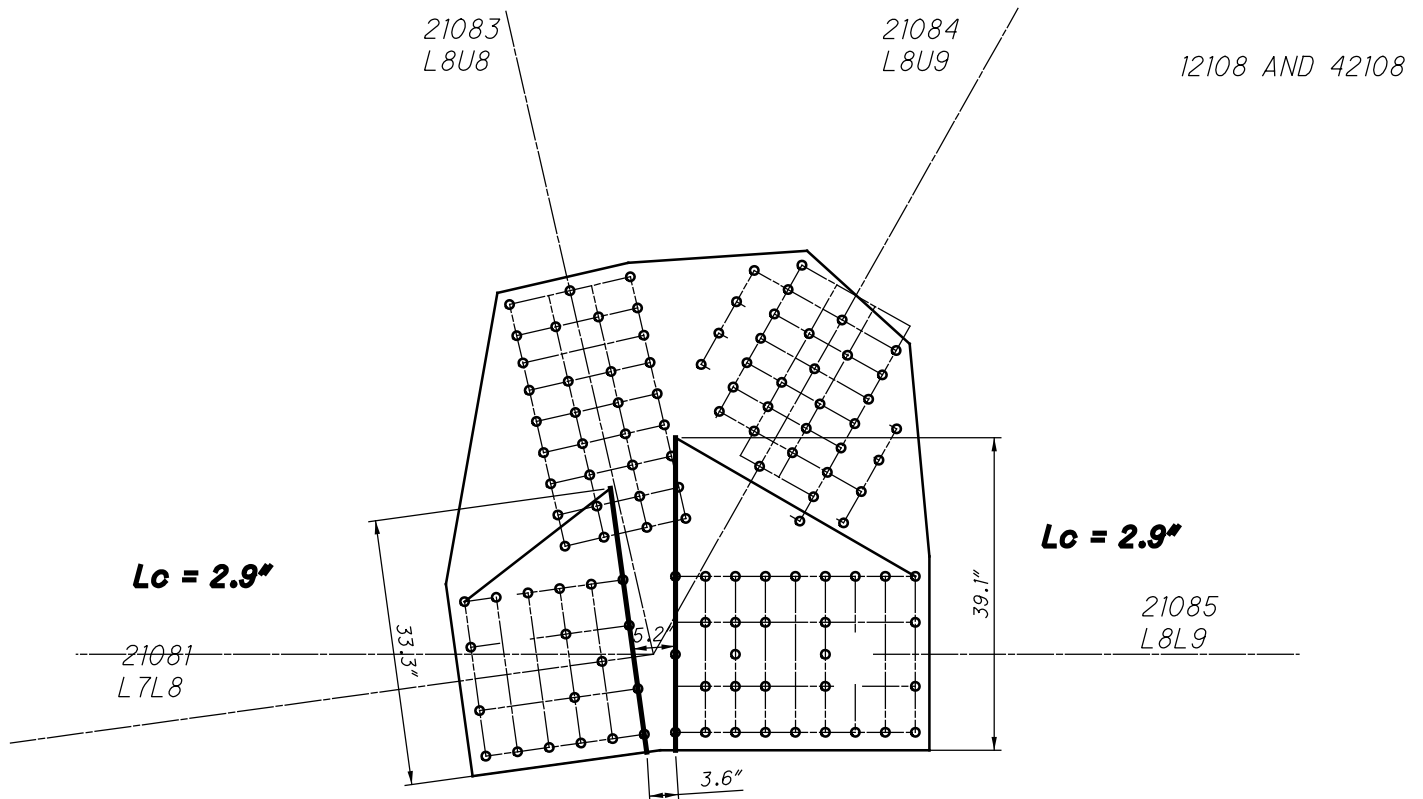 21083
L8U8
21084
L8U9
12108 AND 42108
Lc = 2.9"
Lc = 2.9"
39.1"
21085
L8L9
33.3"
5.2"
21081
L7L8
3.6"